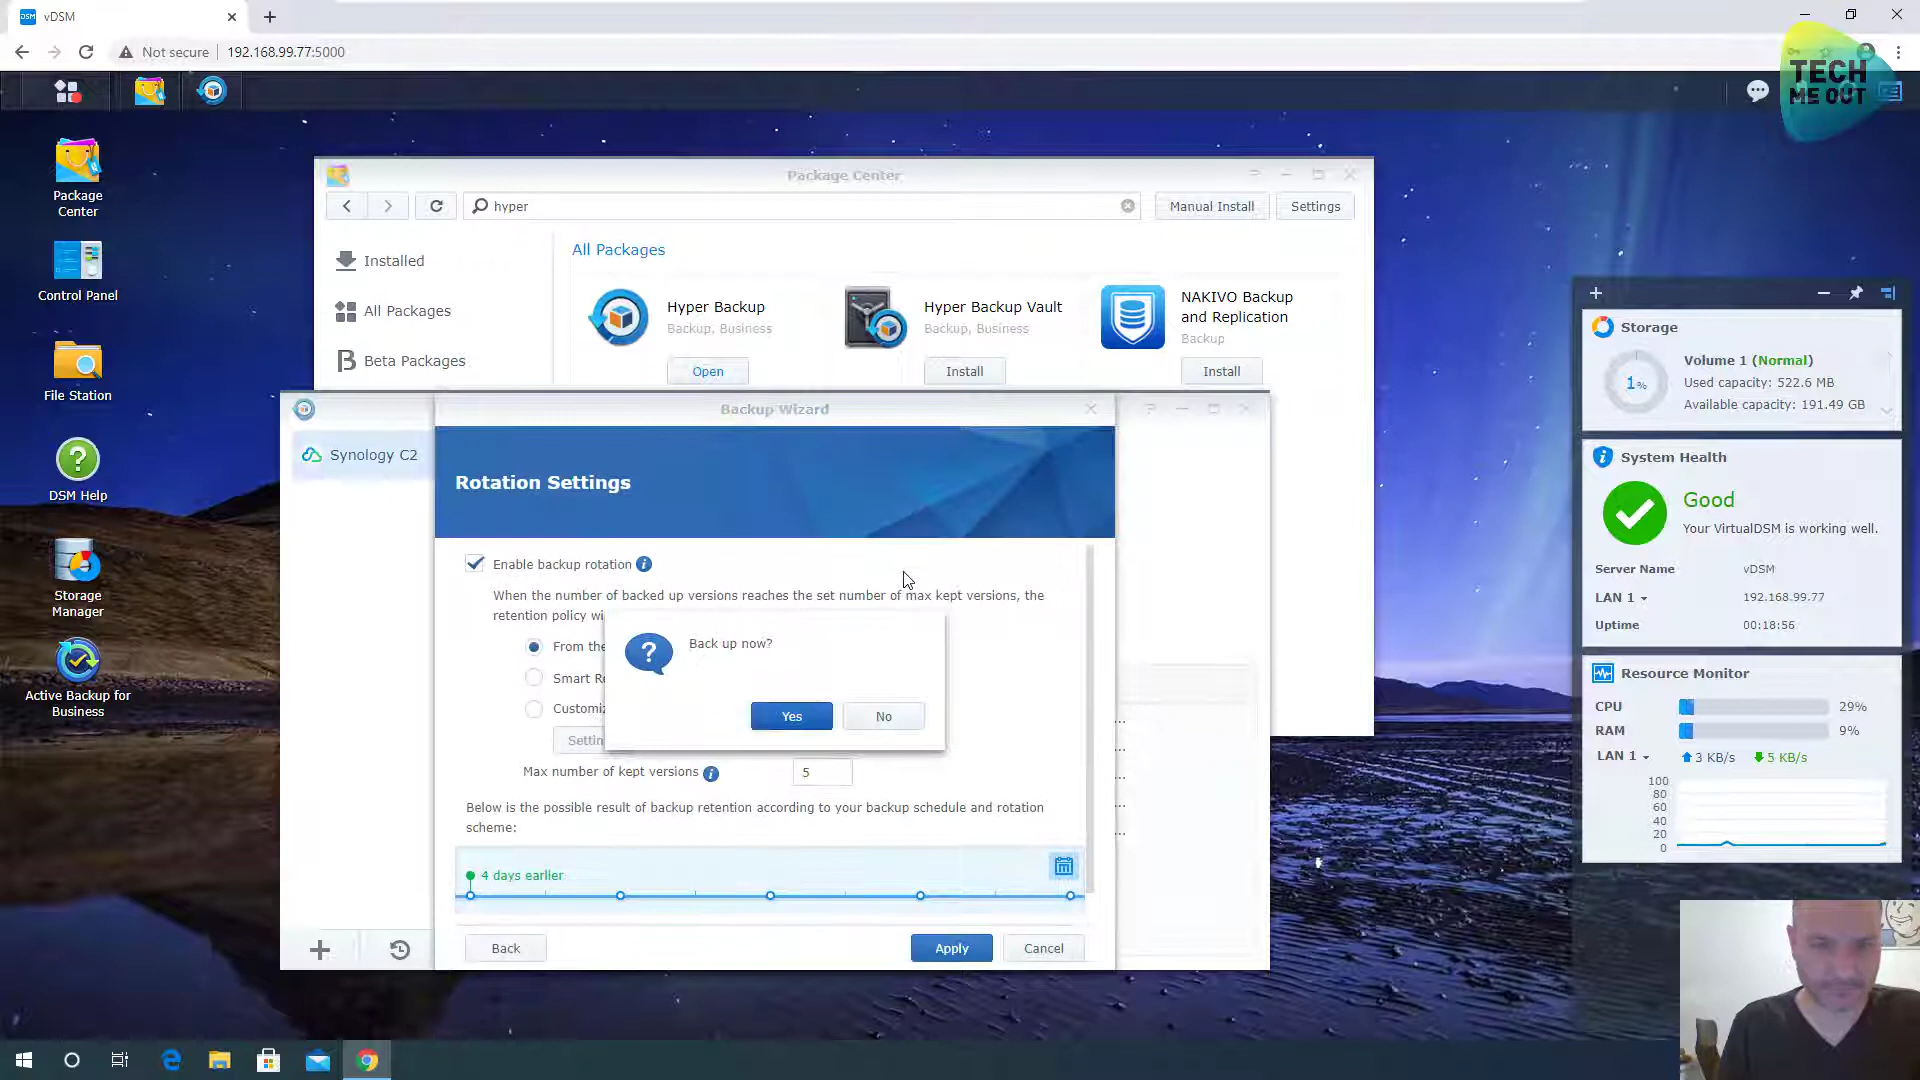 vDSM
Not secure
192.168.99.77:5000
TECH
ME OUT
Package
Center
Control Panel
File Station
DSM Help
Storage
Manager
Active Backup for
Business
Package Center
hyper
Manual Install
Settings
Installed
All Packages
Beta Packages
All Packages
Hyper Backup
Backup, Business
Open
Hyper Backup Vault
Backup, Business
Install
NAKIVO Backup
and Replication
Backup
Install
Synology C2
Backup Wizard
Rotation Settings
Enable backup rotation
When the number of backed up versions reaches the set number of max kept versions, the
retention policy wi
From the
Smart Re
Customiz
Settin
Back up now?
Yes
No
Max number of kept versions
5
Below is the possible result of backup retention according to your backup schedule and rotation
scheme:
4 days earlier
Back
Apply
Cancel
Storage
1%
Volume 1 (Normal)
Used capacity: 522.6 MB
Available capacity: 191.49 GB
System Health
Good
Your VirtualDSM is working well.
Server Name vDSM
LAN 1 192.168.99.77
Uptime 00:18:56
Resource Monitor
CPU 29%
RAM 9%
LAN 1 3 KB/s 5 KB/s
100
80
60
40
20
0